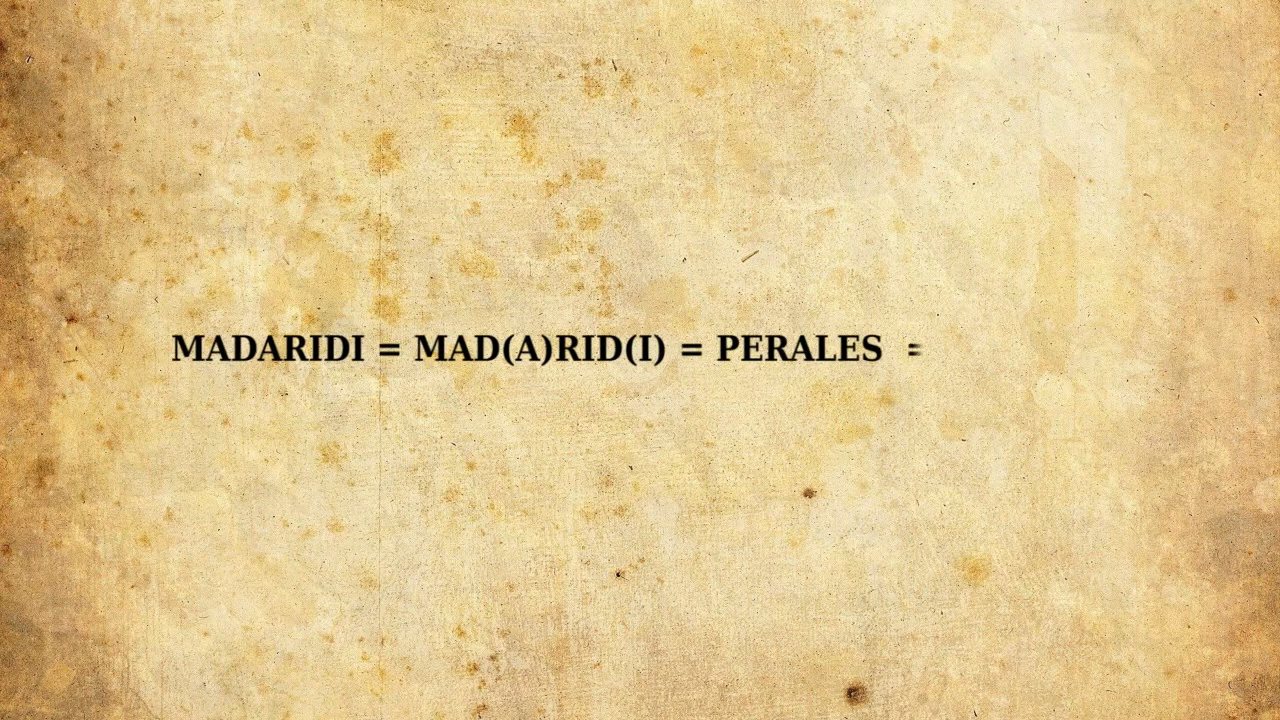 MADARIDI = MAD(A)RID(I) = PERALES =